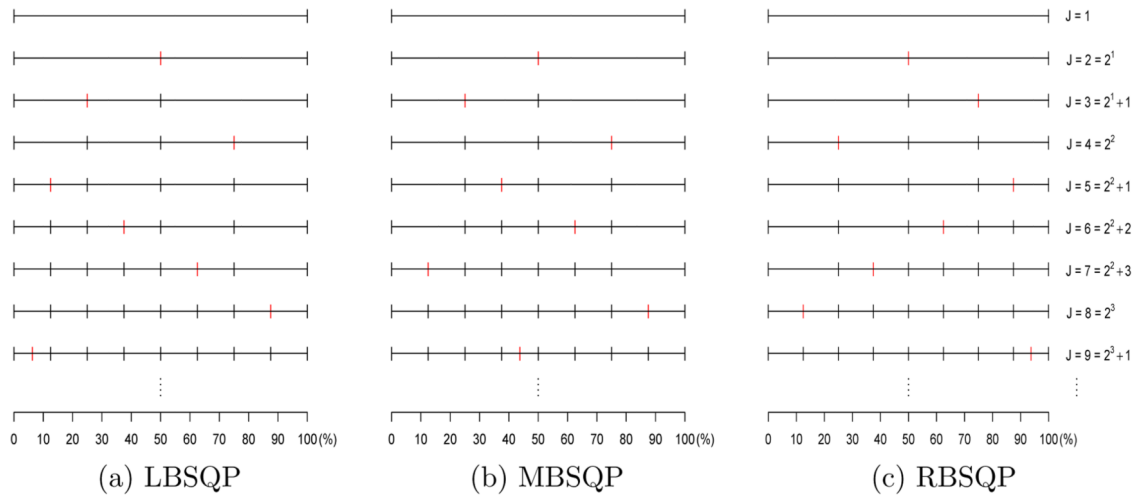 J = 1
J = 2 = 2¹
J = 3 = 2¹+1
J = 4 = 2²
J = 5 = 2²+1
J = 6 = 2²+2
J = 7 = 2²+3
J = 8 = 2³
J = 9 = 2³+1
0 10 20 30 40 50 60 70 80 90 100(%)
0 10 20 30 40 50 60 70 80 90 100(%)
0 10 20 30 40 50 60 70 80 90 100(%)
(a) LBSQP
(b) MBSQP
(c) RBSQP